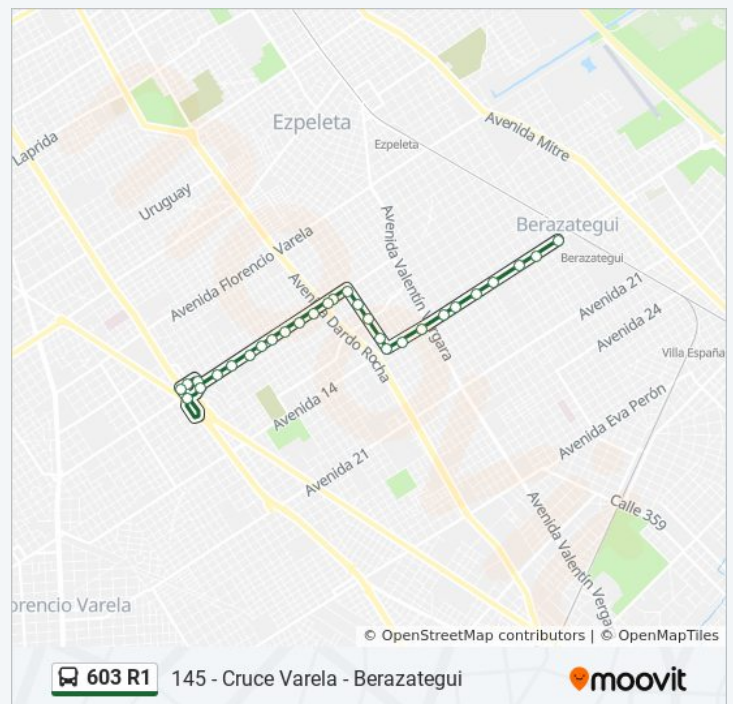 Ezpeleta
Avenida Mitre
Laprida
Ezpeleta
Uruguay
Berazategui
Avenida Florencio Varela
Avenida Valentín Vergara
Berazategui
Avenida 21
Avenida Dardo Rocha
Avenida 24
Villa España
Avenida 14
Avenida Eva Perón
Avenida 21
Calle 359
Avenida Valentín Verga
orencio Varela
© OpenStreetMap contributors | © OpenMapTiles
603 R1 145 - Cruce Varela - Berazategui moovit